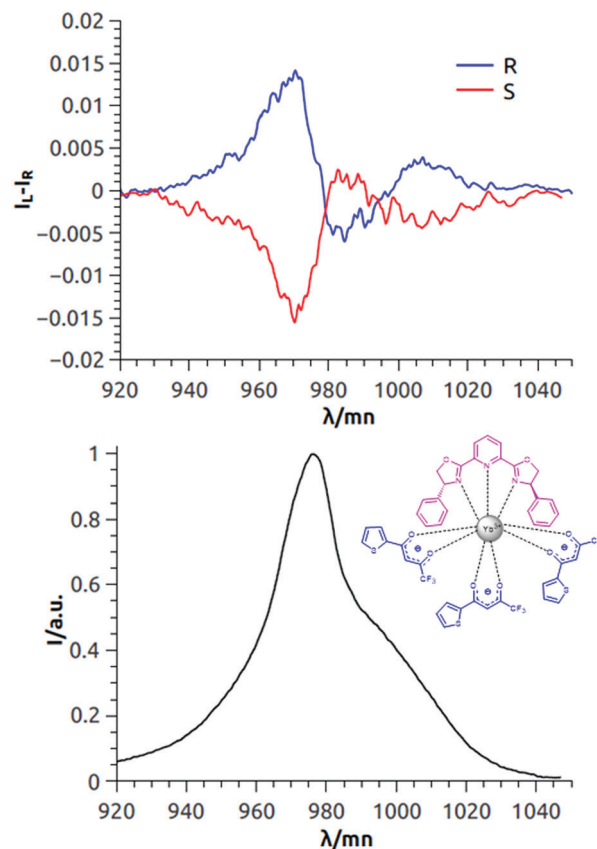 0.02
0.015
0.01
0.005
0
−0.005
−0.01
−0.015
−0.02
I_L-I_R
R
S
920 940 960 980 1000 1020 1040
λ/mn
1
0.8
0.6
0.4
0.2
0
I/a.u.
O
N
O
N
N
Yb3+
O
O
O
O
O
O
⊖
⊖
⊖
S
S
S
CF3
CF3
920 940 960 980 1000 1020 1040
λ/mn